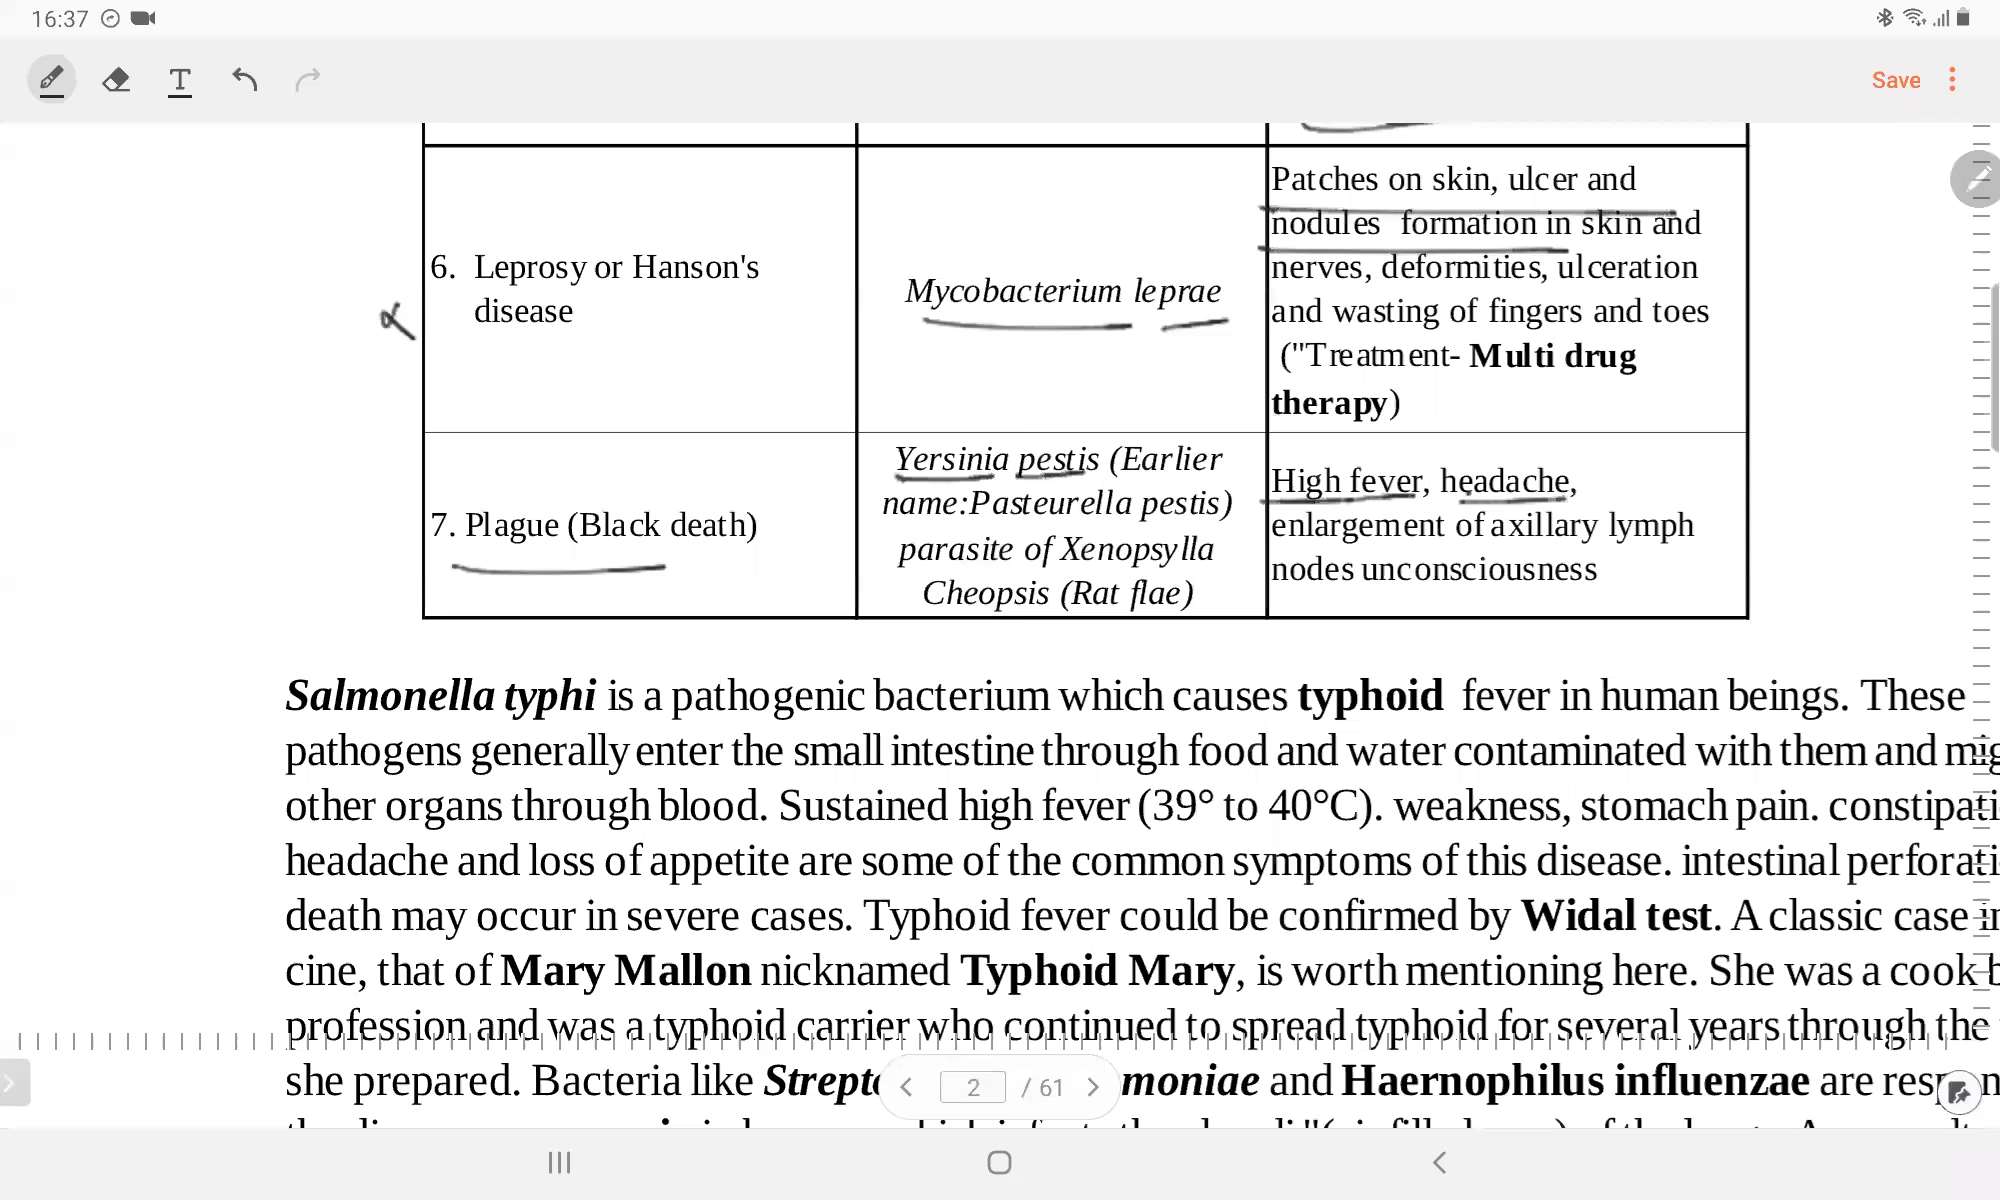 16:37
Save
Patches on skin, ulcer and
nodules formation in skin and
6. Leprosy or Hanson's
disease
Mycobacterium leprae
nerves, deformities, ulceration
and wasting of fingers and toes
("Treatment- Multi drug
therapy)
7. Plague (Black death)
Yersinia pestis (Earlier
name:Pasteurella pestis)
parasite of Xenopsylla
Cheopsis (Rat flae)
High fever, headache,
enlargement of axillary lymph
nodes unconsciousness
Salmonella typhi is a pathogenic bacterium which causes typhoid fever in human beings. These
pathogens generally enter the small intestine through food and water contaminated with them and mig
other organs through blood. Sustained high fever (39° to 40°C). weakness, stomach pain. constipati
headache and loss of appetite are some of the common symptoms of this disease. intestinal perforati
death may occur in severe cases. Typhoid fever could be confirmed by Widal test. A classic case in
cine, that of Mary Mallon nicknamed Typhoid Mary, is worth mentioning here. She was a cook b
profession and was a typhoid carrier who continued to spread typhoid for several years through the
she prepared. Bacteria like Strept moniae and Haernophilus influenzae are resp
2 / 61